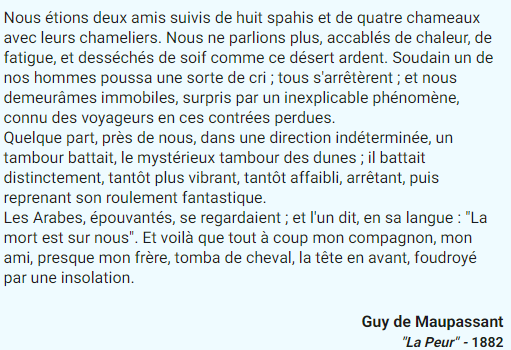 Nous étions deux amis suivis de huit spahis et de quatre chameaux
avec leurs chameliers. Nous ne parlions plus, accablés de chaleur, de
fatigue, et desséchés de soif comme ce désert ardent. Soudain un de
nos hommes poussa une sorte de cri ; tous s'arrêtèrent ; et nous
demeurâmes immobiles, surpris par un inexplicable phénomène,
connu des voyageurs en ces contrées perdues.
Quelque part, près de nous, dans une direction indéterminée, un
tambour battait, le mystérieux tambour des dunes ; il battait
distinctement, tantôt plus vibrant, tantôt affaibli, arrêtant, puis
reprenant son roulement fantastique.
Les Arabes, épouvantés, se regardaient ; et l'un dit, en sa langue : "La
mort est sur nous". Et voilà que tout à coup mon compagnon, mon
ami, presque mon frère, tomba de cheval, la tête en avant, foudroyé
par une insolation.
Guy de Maupassant
"La Peur" - 1882